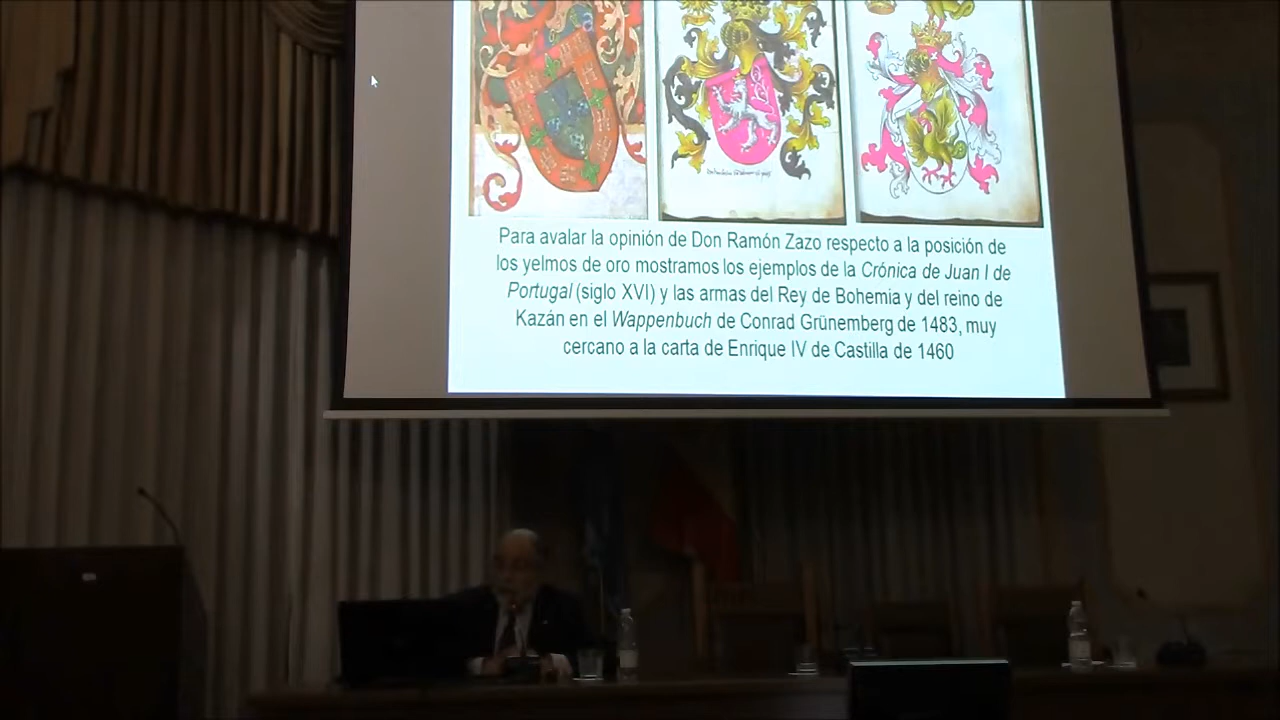 Para avalar la opinión de Don Ramón Zazo respecto a la posición de
los yelmos de oro mostramos los ejemplos de la Crónica de Juan I de
Portugal (siglo XVI) y las armas del Rey de Bohemia y del reino de
Kazán en el Wappenbuch de Conrad Grünemberg de 1483, muy
cercano a la carta de Enrique IV de Castilla de 1460